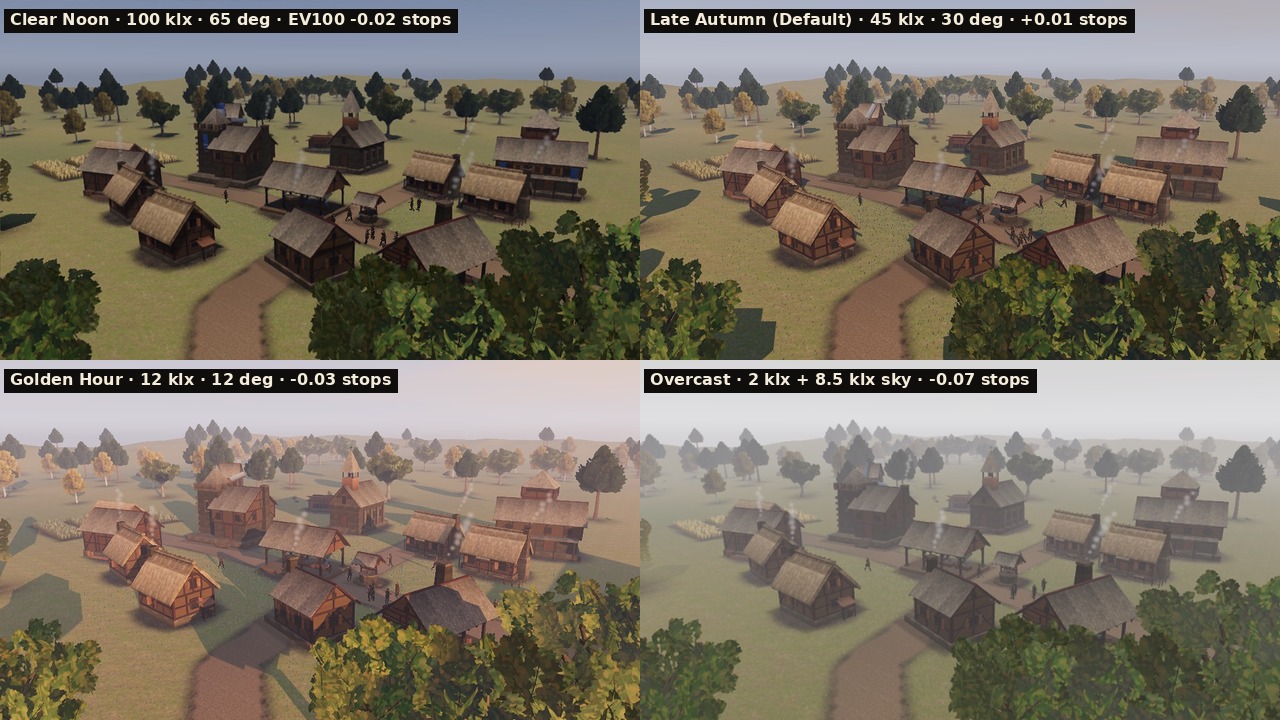 Clear Noon · 100 klx · 65 deg · EV100 -0.02 stops
Late Autumn (Default) · 45 klx · 30 deg · +0.01 stops
Golden Hour · 12 klx · 12 deg · -0.03 stops
Overcast · 2 klx + 8.5 klx sky · -0.07 stops